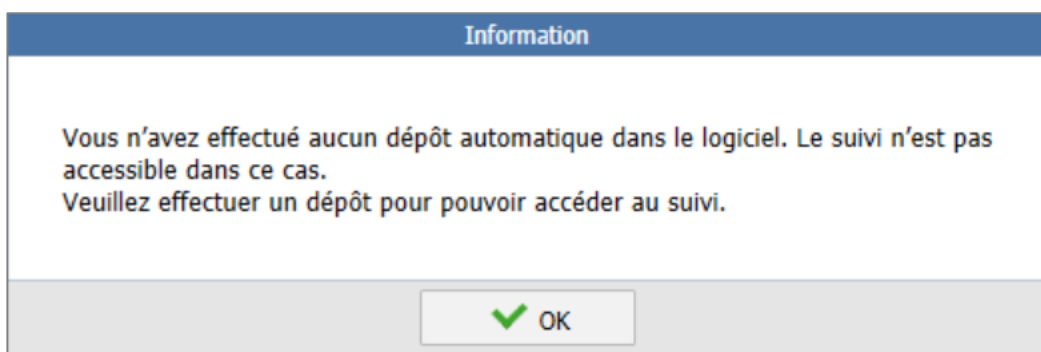 Information
Vous n’avez effectué aucun dépôt automatique dans le logiciel. Le suivi n’est pas
accessible dans ce cas.
Veuillez effectuer un dépôt pour pouvoir accéder au suivi.
OK